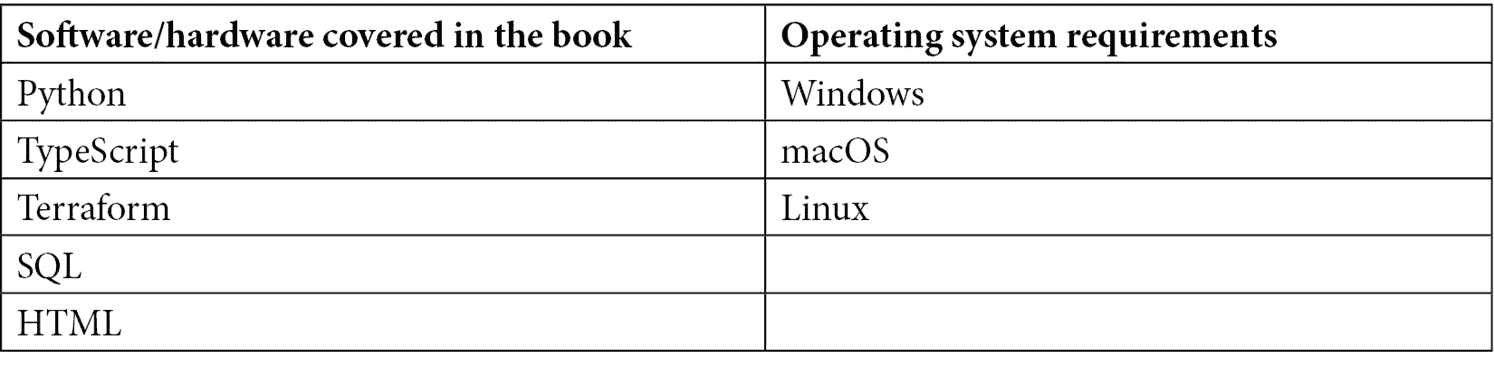 Software/hardware covered in the book Operating system requirements
Python Windows
TypeScript macOS
Terraform Linux
SQL
HTML